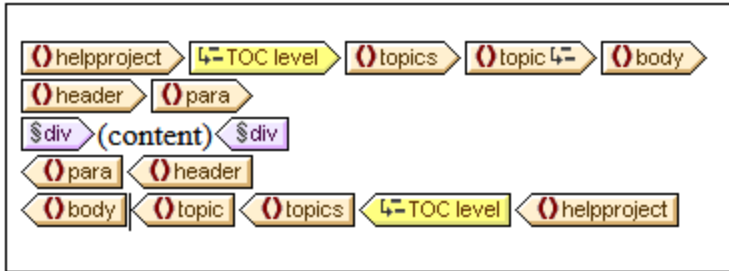 ()helpproject TOC level ()topics ()topic ()body
()header ()para
§div (content) §div
()para ()header
()body ()topic ()topics TOC level ()helpproject